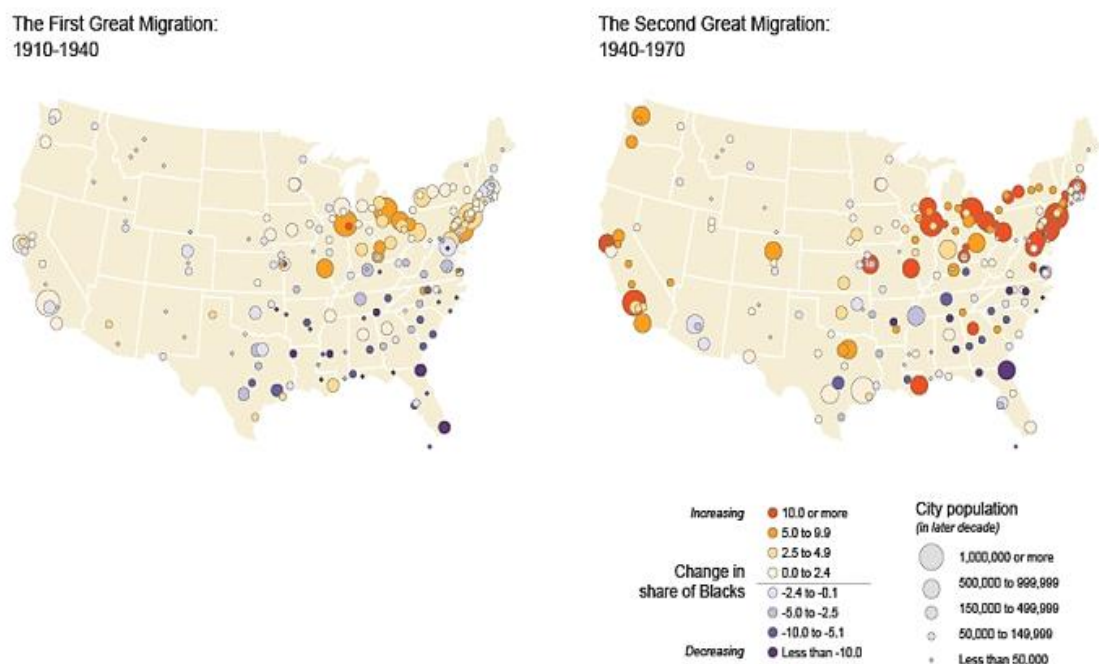 The First Great Migration:
1910-1940
The Second Great Migration:
1940-1970
Increasing
10.0 or more
5.0 to 9.9
2.5 to 4.9
0.0 to 2.4
Change in
share of Blacks
-2.4 to -0.1
-5.0 to -2.5
-10.0 to -5.1
Decreasing
Less than -10.0
City population
(in later decade)
1,000,000 or more
500,000 to 999,999
150,000 to 499,999
50,000 to 149,999
Less than 50,000